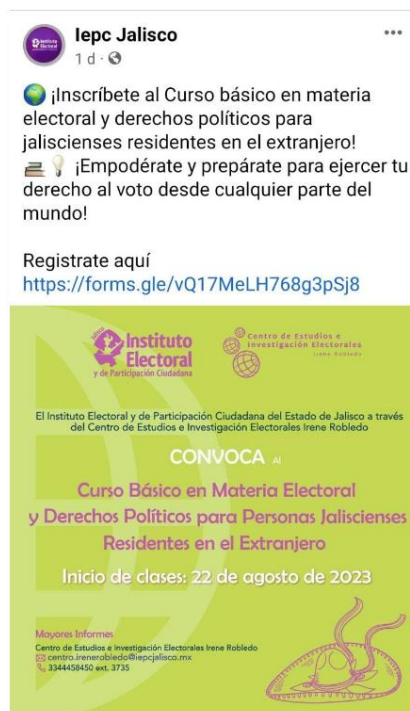 Iepc Jalisco
1 d ·
¡Inscríbete al Curso básico en materia
electoral y derechos políticos para
jaliscienses residentes en el extranjero!
¡Empodérate y prepárate para ejercer tu
derecho al voto desde cualquier parte del
mundo!
Registrate aquí
https://forms.gle/vQ17MeLH768g3pSj8
Jalisco
Instituto
Electoral
y de Participación Ciudadana
Centro de Estudios e
Investigación Electorales
Irene Robledo
El Instituto Electoral y de Participación Ciudadana del Estado de Jalisco a través
del Centro de Estudios e Investigación Electorales Irene Robledo
CONVOCA Al
Curso Básico en Materia Electoral
y Derechos Políticos para Personas Jaliscienses
Residentes en el Extranjero
Inicio de clases: 22 de agosto de 2023
Mayores Informes
Centro de Estudios e Investigación Electorales Irene Robledo
centro.irenerobledo@iepcjalisco.mx
3344458450 ext. 3735